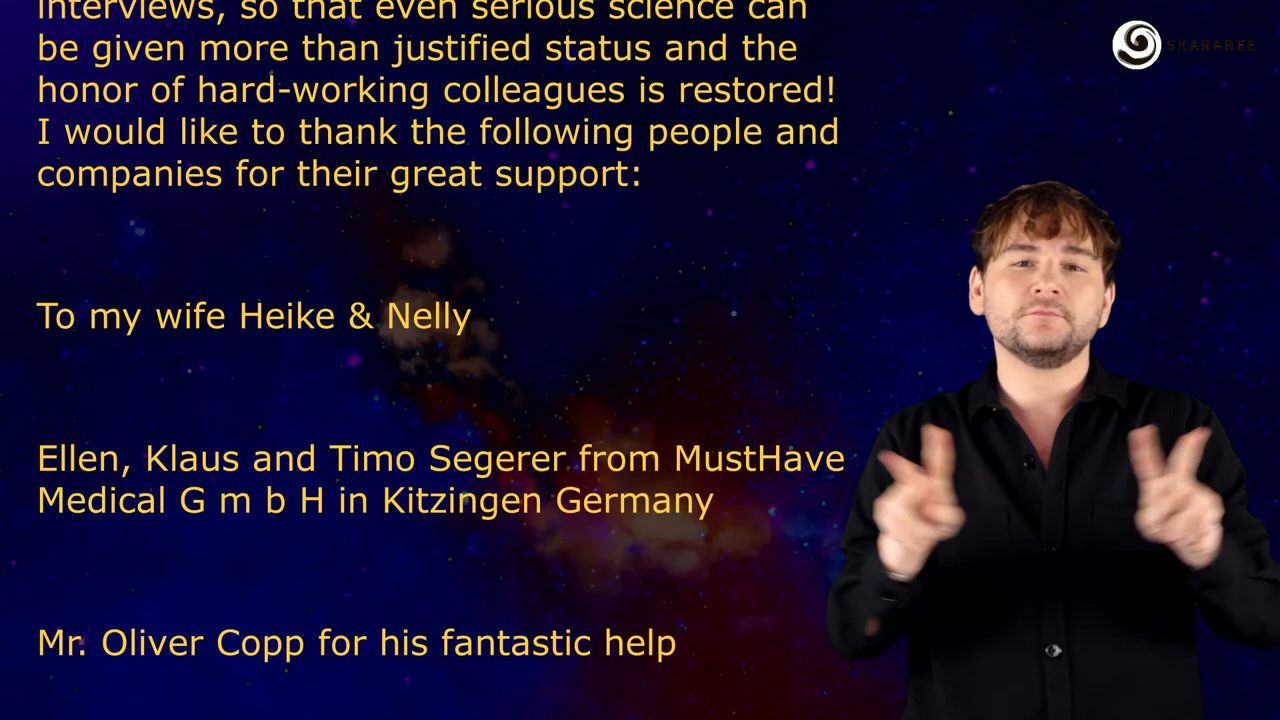 interviews, so that even serious science can
be given more than justified status and the
honor of hard-working colleagues is restored!
I would like to thank the following people and
companies for their great support:
To my wife Heike & Nelly
Ellen, Klaus and Timo Segerer from MustHave
Medical G m b H in Kitzingen Germany
Mr. Oliver Copp for his fantastic help
SKARABEE